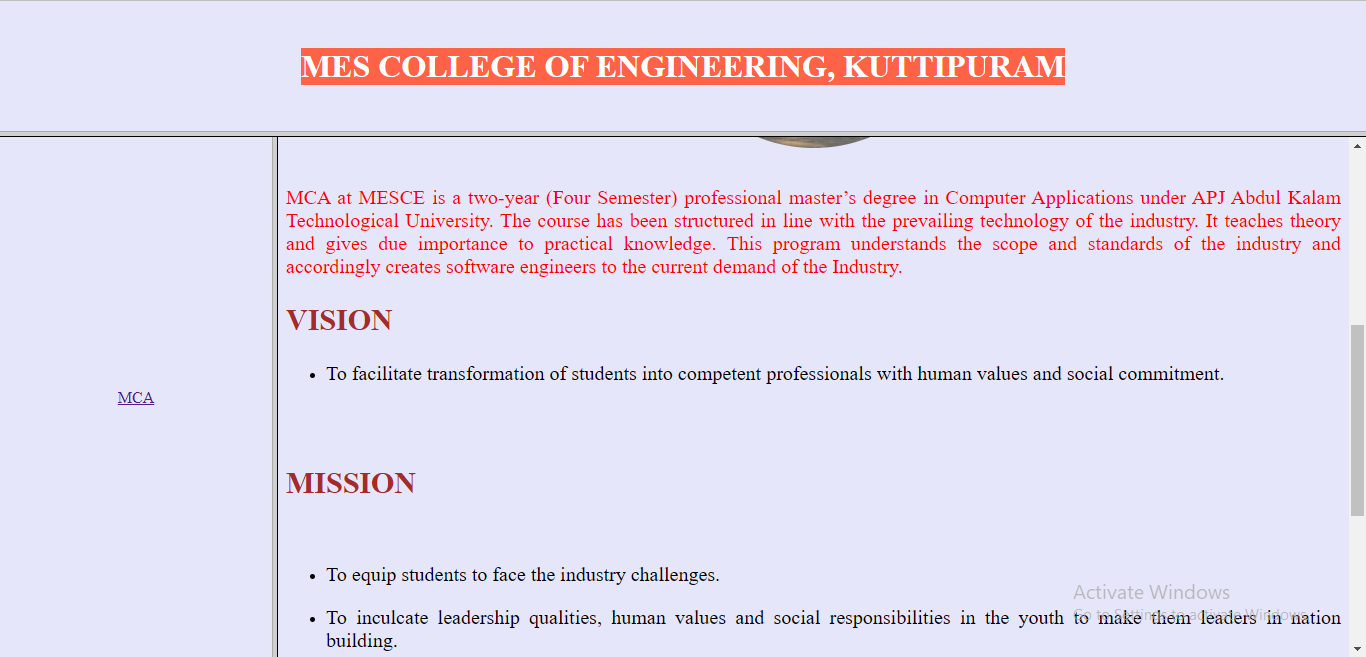 MES COLLEGE OF ENGINEERING, KUTTIPURAM
MCA
MCA at MESCE is a two-year (Four Semester) professional master’s degree in Computer Applications under APJ Abdul Kalam
Technological University. The course has been structured in line with the prevailing technology of the industry. It teaches theory
and gives due importance to practical knowledge. This program understands the scope and standards of the industry and
accordingly creates software engineers to the current demand of the Industry.
VISION
• To facilitate transformation of students into competent professionals with human values and social commitment.
MISSION
• To equip students to face the industry challenges.
• To inculcate leadership qualities, human values and social responsibilities in the youth to make them leaders in nation
building.
Activate Windows
Go to Settings to activate Windows.